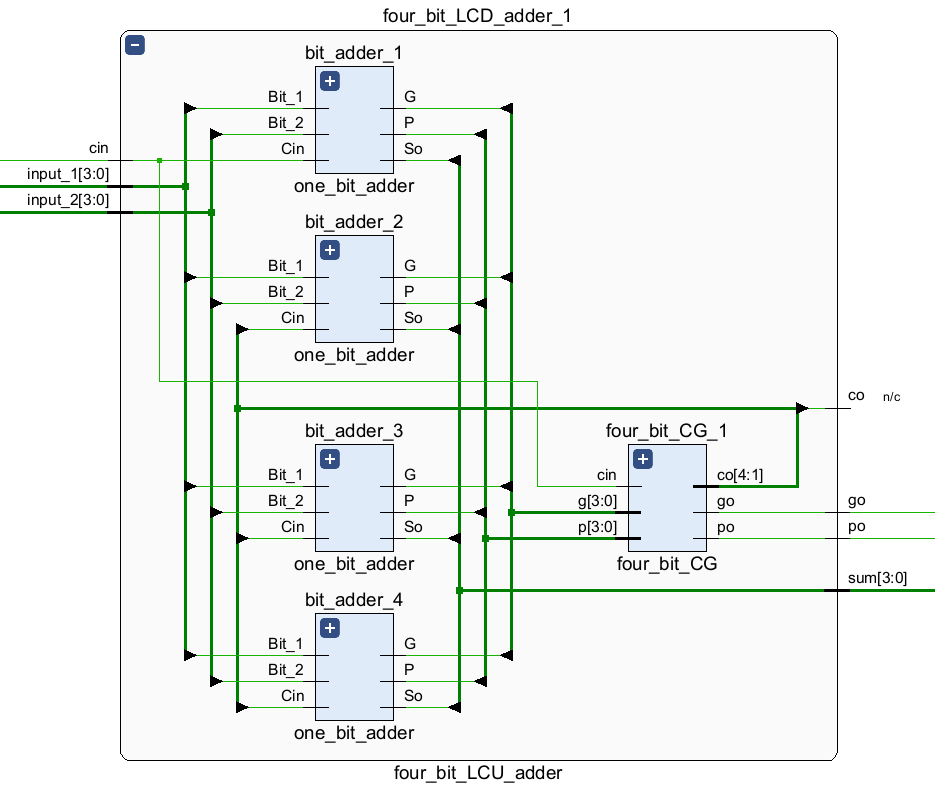 four_bit_LCD_adder_1
bit_adder_1
Bit_1 G
Bit_2 P
Cin So
one_bit_adder
cin
input_1[3:0]
input_2[3:0]
bit_adder_2
Bit_1 G
Bit_2 P
Cin So
one_bit_adder
co n/c
bit_adder_3
Bit_1 G
Bit_2 P
Cin So
one_bit_adder
four_bit_CG_1
cin co[4:1]
g[3:0] go
p[3:0] po
four_bit_CG
go
po
sum[3:0]
bit_adder_4
Bit_1 G
Bit_2 P
Cin So
one_bit_adder
four_bit_LCU_adder